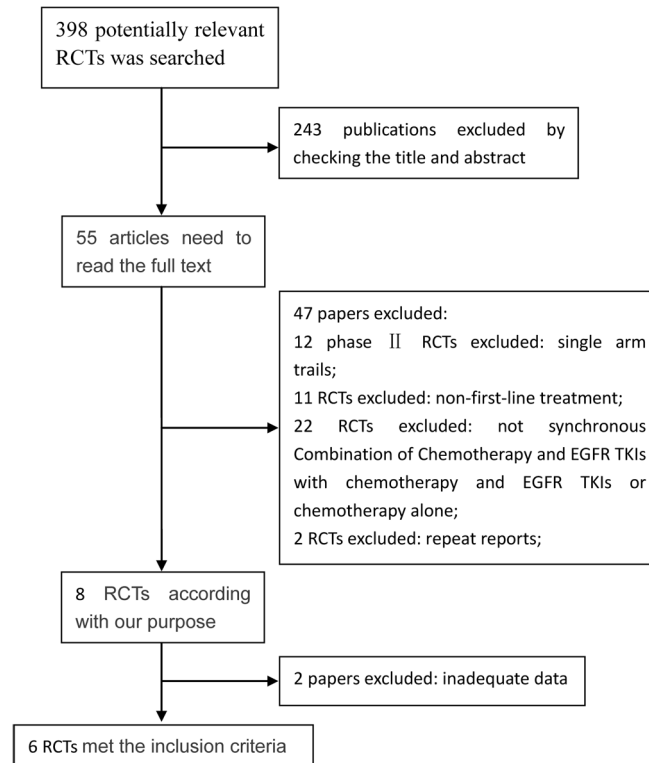 398 potentially relevant
RCTs was searched
243 publications excluded by
checking the title and abstract
55 articles need to
read the full text
47 papers excluded:
12 phase Ⅱ RCTs excluded: single arm
trails;
11 RCTs excluded: non-first-line treatment;
22 RCTs excluded: not synchronous
Combination of Chemotherapy and EGFR TKIs
with chemotherapy and EGFR TKIs or
chemotherapy alone;
2 RCTs excluded: repeat reports;
8 RCTs according
with our purpose
2 papers excluded: inadequate data
6 RCTs met the inclusion criteria